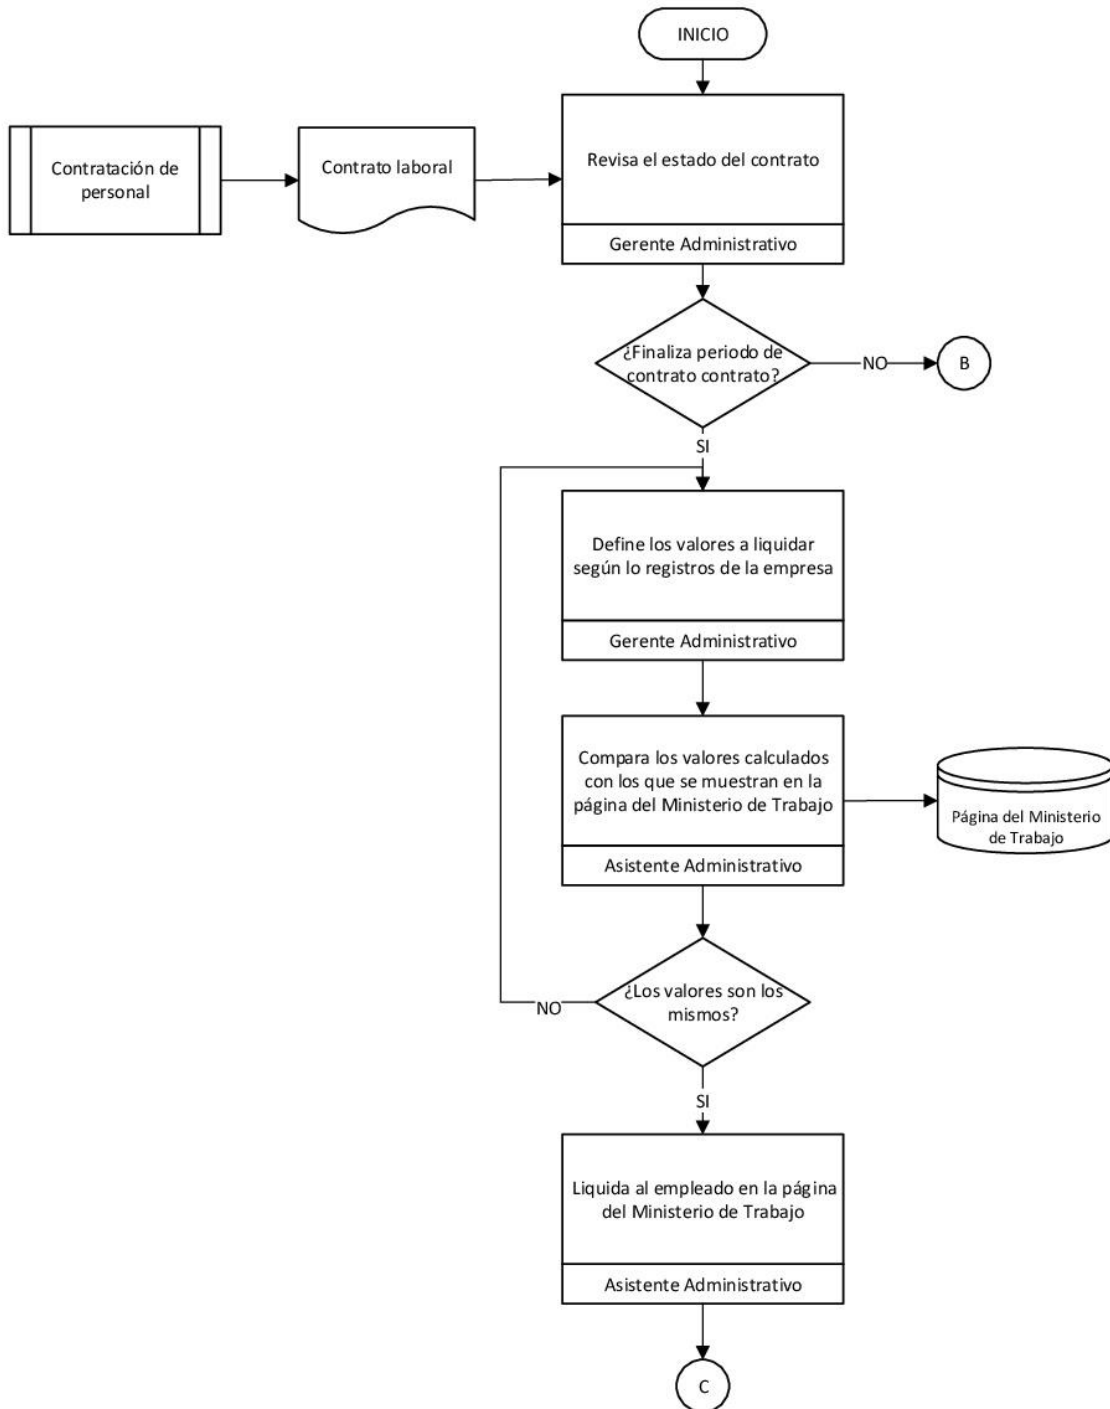 INICIO
Contratación de
personal
Contrato laboral
Revisa el estado del contrato
Gerente Administrativo
¿Finaliza periodo de
contrato contrato?
NO
B
SI
Define los valores a liquidar
según lo registros de la empresa
Gerente Administrativo
Compara los valores calculados
con los que se muestran en la
página del Ministerio de Trabajo
Asistente Administrativo
Página del Ministerio
de Trabajo
¿Los valores son los
mismos?
NO
SI
Liquida al empleado en la página
del Ministerio de Trabajo
Asistente Administrativo
C